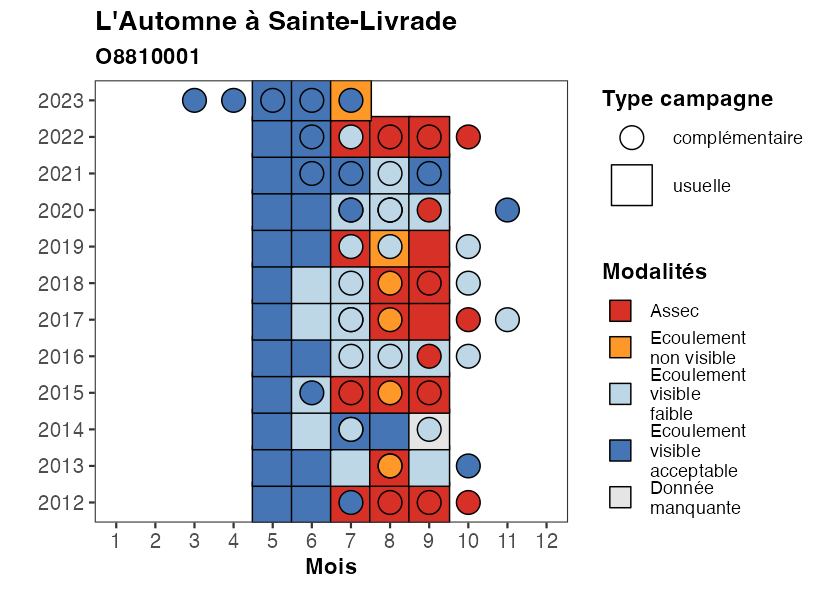 L'Automne à Sainte-Livrade
O8810001
2023
2022
2021
2020
2019
2018
2017
2016
2015
2014
2013
2012
1 2 3 4 5 6 7 8 9 10 11 12
Mois
Type campagne
complémentaire
usuelle
Modalités
Assec
Ecoulement
non visible
Ecoulement
visible
faible
Ecoulement
visible
acceptable
Donnée
manquante